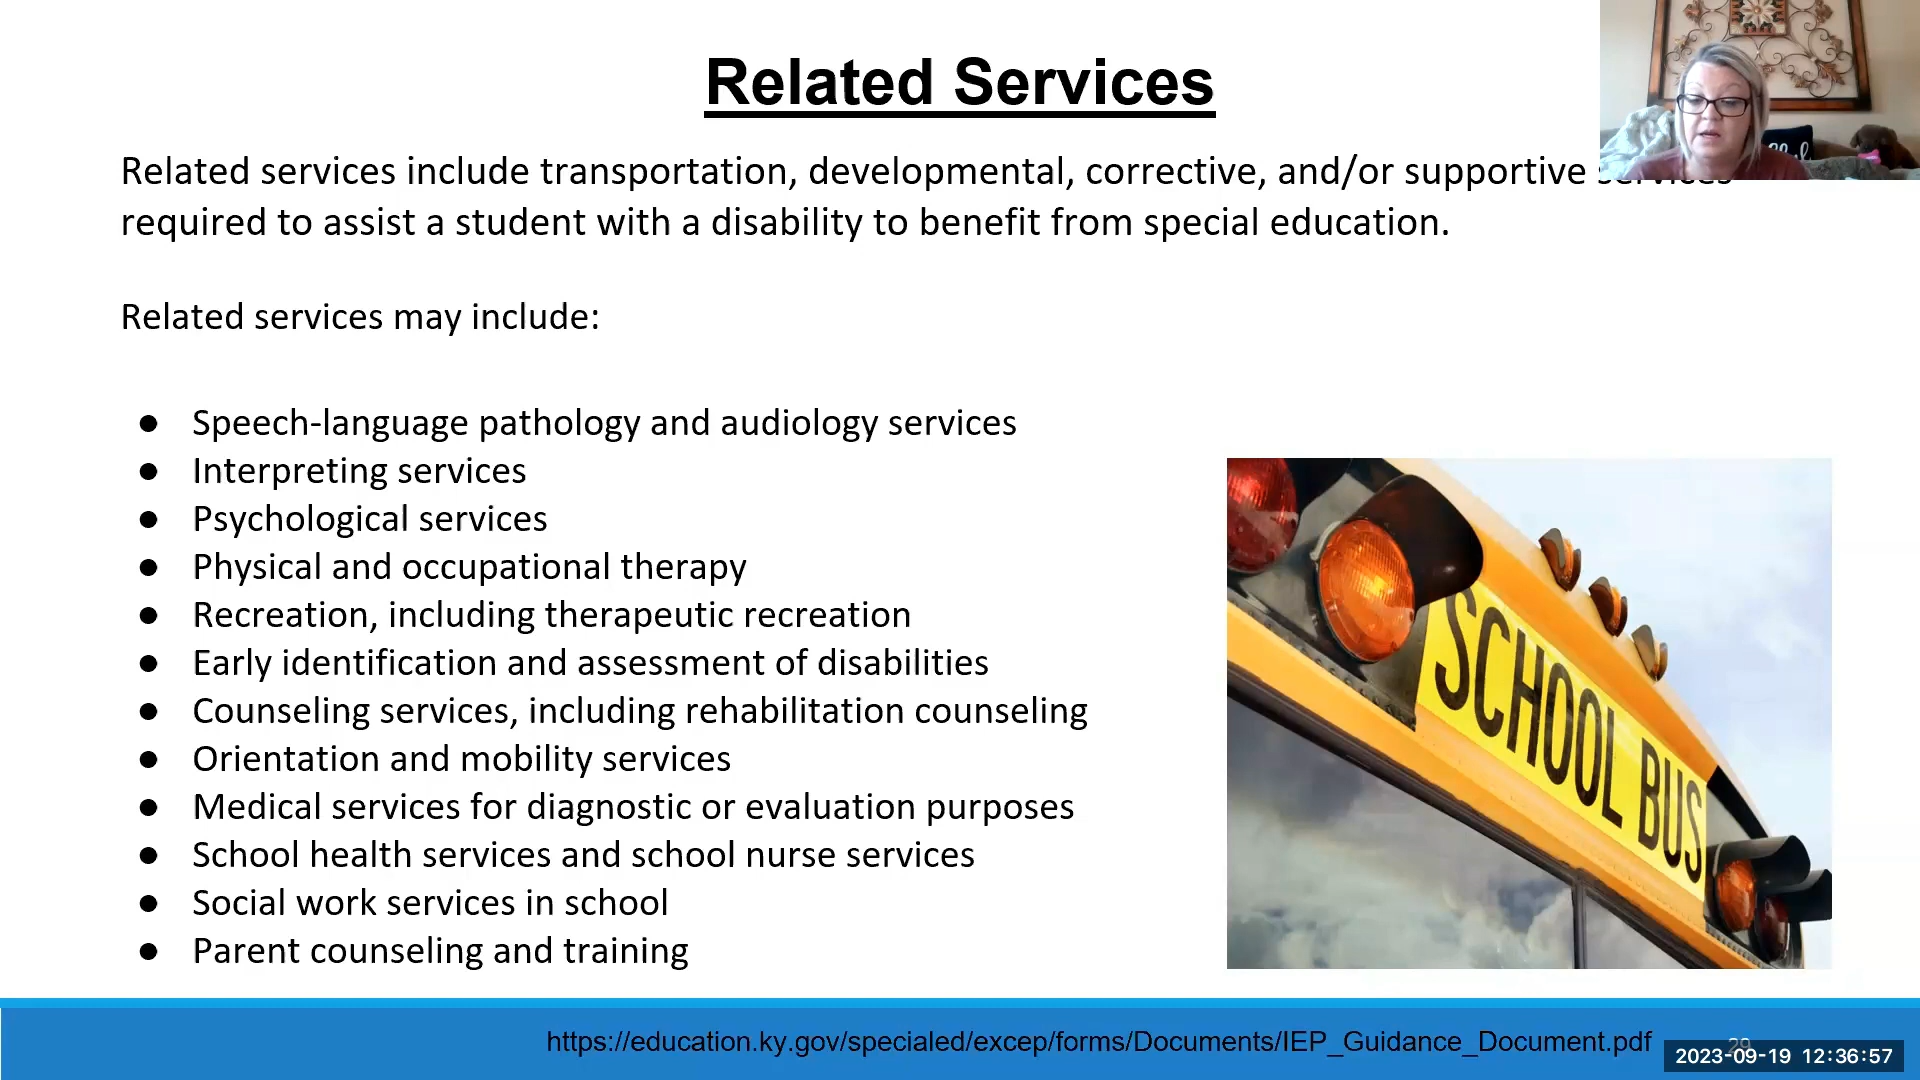 Related Services
Related services include transportation, developmental, corrective, and/or supportive services
required to assist a student with a disability to benefit from special education.
Related services may include:
● Speech-language pathology and audiology services
● Interpreting services
● Psychological services
● Physical and occupational therapy
● Recreation, including therapeutic recreation
● Early identification and assessment of disabilities
● Counseling services, including rehabilitation counseling
● Orientation and mobility services
● Medical services for diagnostic or evaluation purposes
● School health services and school nurse services
● Social work services in school
● Parent counseling and training
SCHOOL BUS
https://education.ky.gov/specialed/excep/forms/Documents/IEP_Guidance_Document.pdf
29
2023-09-19 12:36:57